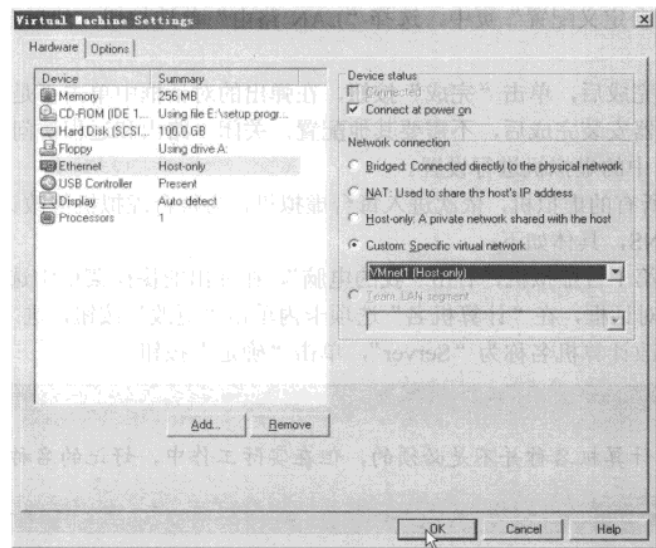 Virtual Machine Settings
Hardware
Options
Device Summary
Memory 256 MB
CD-ROM (IDE 1... Using file E:\setup progr...
Hard Disk (SCSI... 100.0 GB
Floppy Using drive A:
Ethernet Host-only
USB Controller Present
Display Auto detect
Processors 1
Add...
Remove
Device status
Connected
Connect at power on
Network connection
Bridged: Connected directly to the physical network
NAT: Used to share the host's IP address
Host-only: A private network shared with the host
Custom: Specific virtual network
VMnet1 (Host-only)
Team LAN segment
OK
Cancel
Help